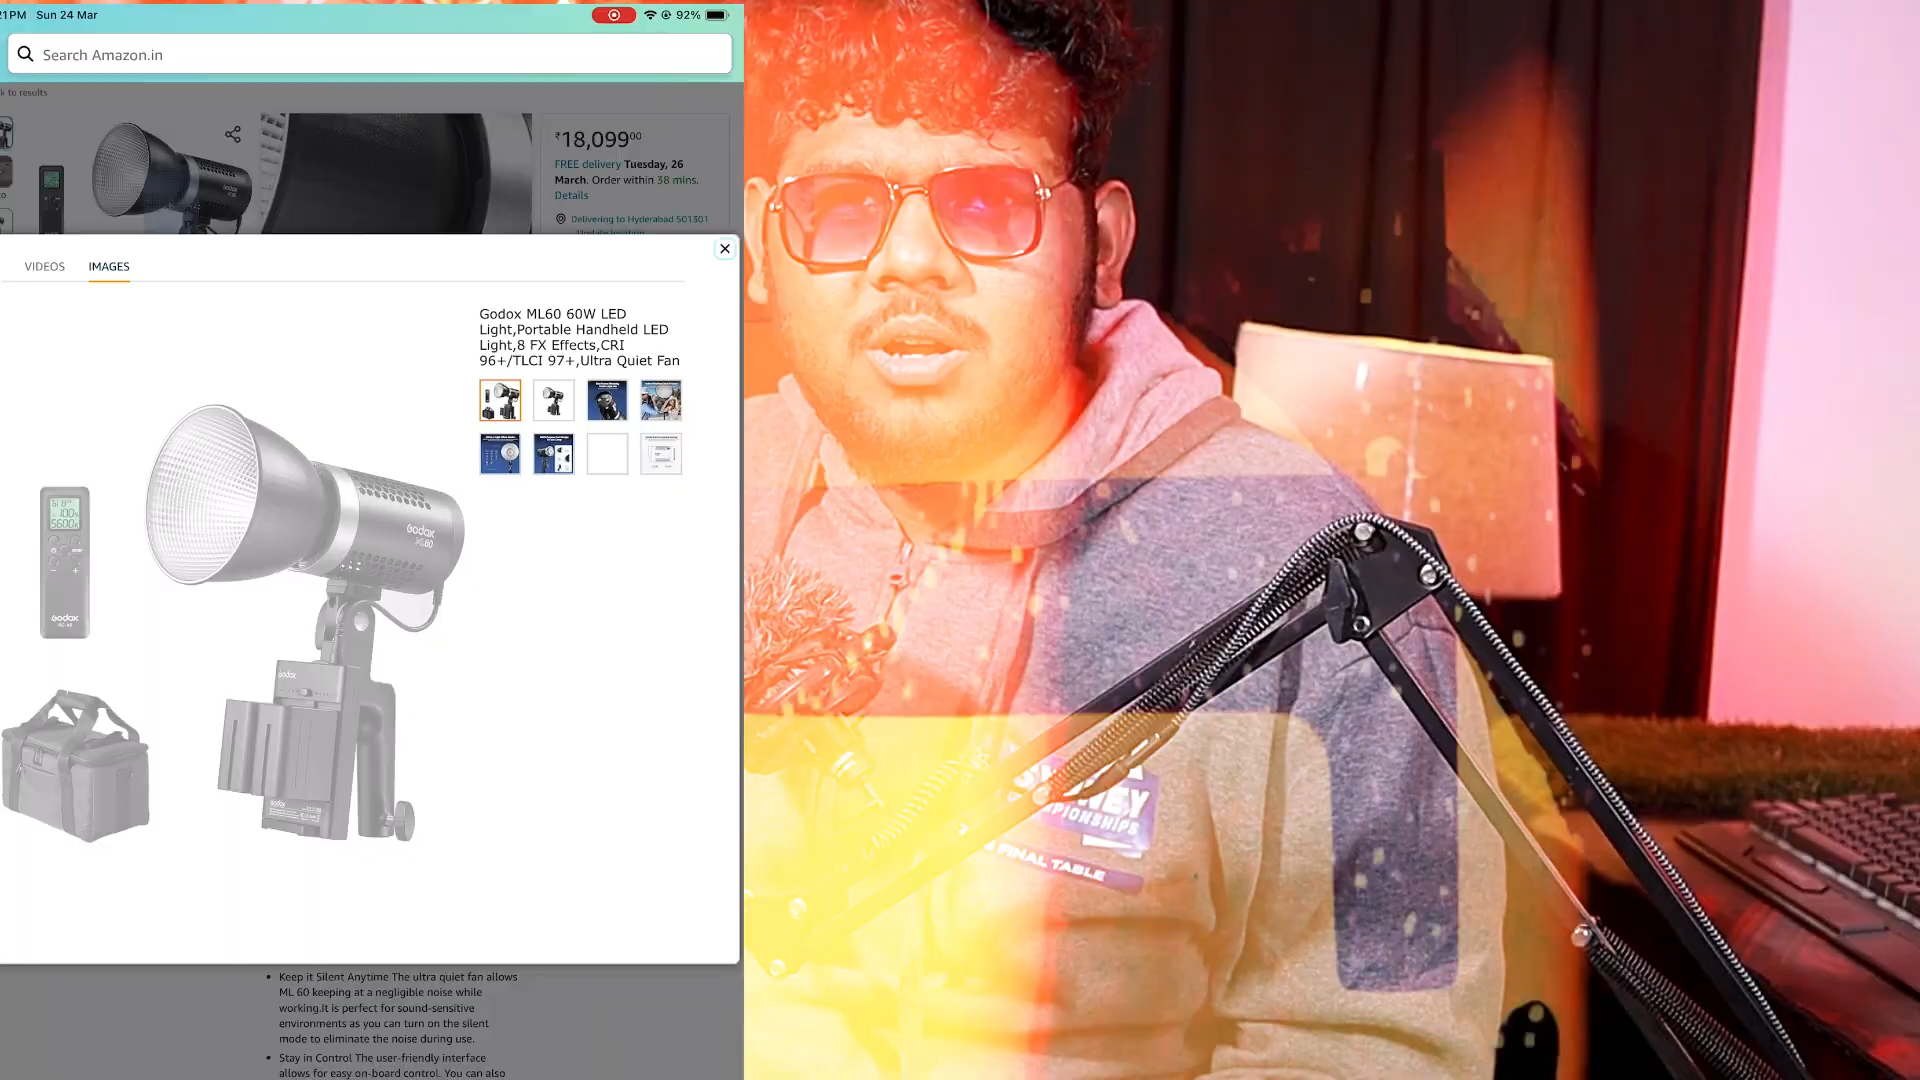 21PM Sun 24 Mar
92%
Search Amazon.in
k to results
₹18,099⁰⁰
FREE delivery Tuesday, 26
March. Order within 38 mins.
Details
Delivering to Hyderabad 501301
VIDEOS IMAGES
Godox ML60 60W LED
Light,Portable Handheld LED
Light,8 FX Effects,CRI
96+/TLCI 97+,Ultra Quiet Fan
100%
5600K
Godox
Godox
ML60
Godox
Godox
PIONSHIPS
FINAL TABLE
• Keep it Silent Anytime The ultra quiet fan allows
ML 60 keeping at a negligible noise while
working.It is perfect for sound-sensitive
environments as you can turn on the silent
mode to eliminate the noise during use.
• Stay in Control The user-friendly interface
allows for easy on-board control. You can also